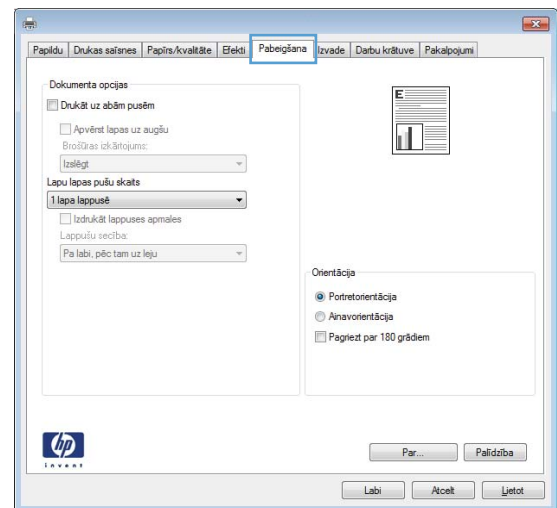 Papildu Drukas saīsnes Papīrs/kvalitāte Efekti Pabeigšana Izvade Darbu krātuve Pakalpojumi
Dokumenta opcijas
Drukāt uz abām pusēm
Apvērst lapas uz augšu
Brošūras izkārtojums:
Izslēgt
Lapu lapas pušu skaits
1 lapa lappusē
Izdrukāt lappuses apmales
Lappušu secība:
Pa labi, pēc tam uz leju
E
Orientācija
Portretorientācija
Ainavorientācija
Pagriezt par 180 grādiem
hp
invent
Par... Palīdzība
Labi Atcelt Lietot